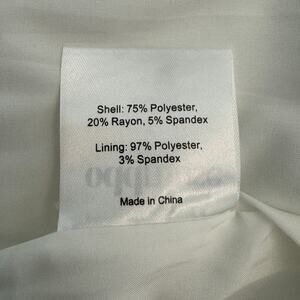 Shell: 75% Polyester,
20% Rayon, 5% Spandex
Lining: 97% Polyester,
3% Spandex
Made in China